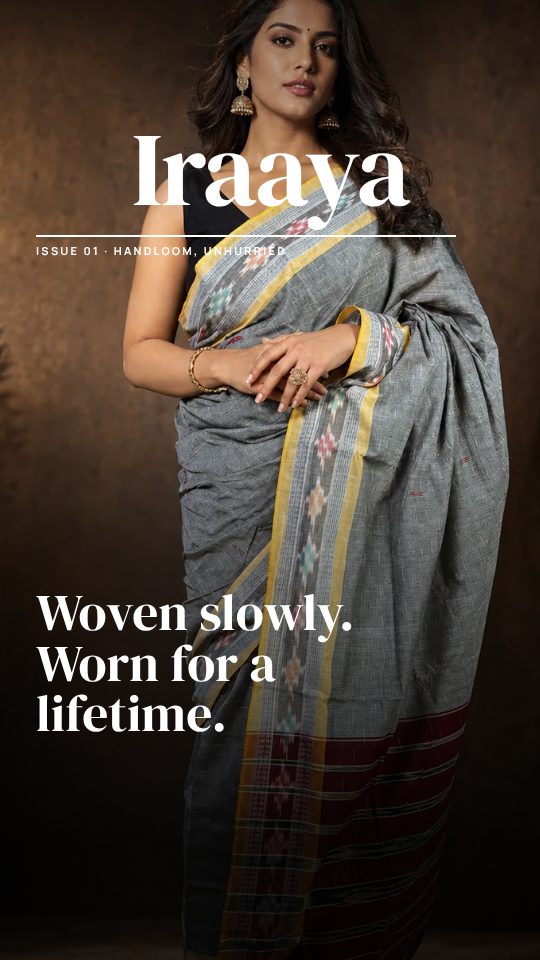 Iraaya
ISSUE 01 · HANDLOOM, UNHURRIED
Woven slowly.
Worn for a
lifetime.